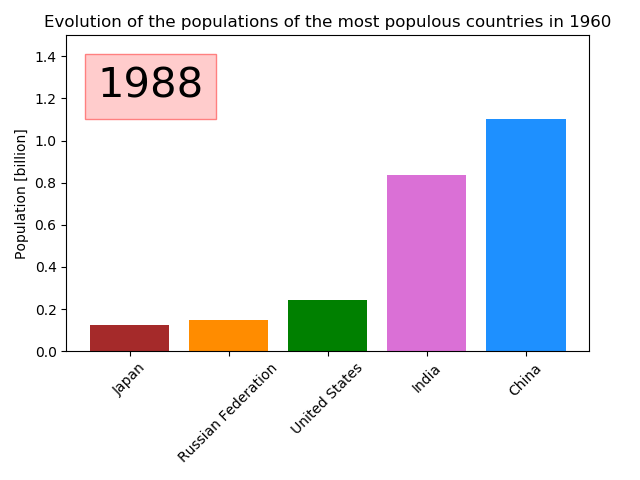 Evolution of the populations of the most populous countries in 1960
1988
Population [billion]
1.4
1.2
1.0
0.8
0.6
0.4
0.2
0.0
Japan
Russian Federation
United States
India
China